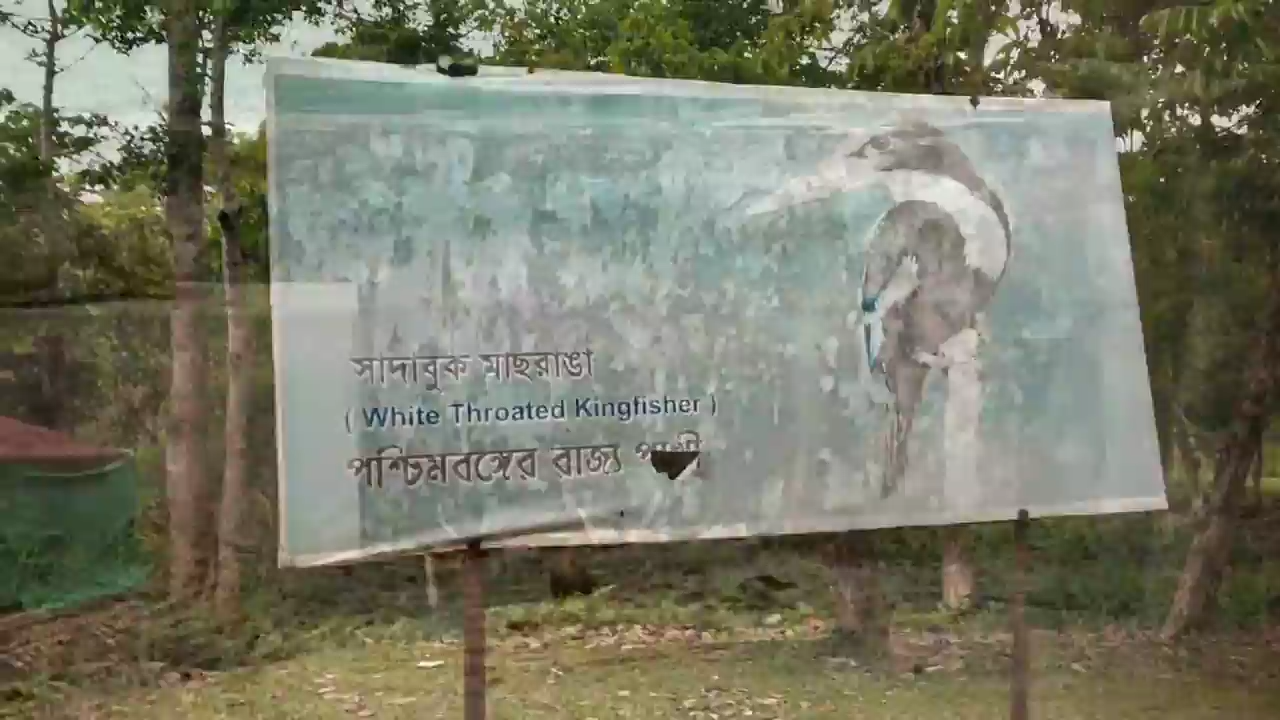 সাদাবুক মাছরাঙা
( White Throated Kingfisher )
পশ্চিমবঙ্গের রাজ্য